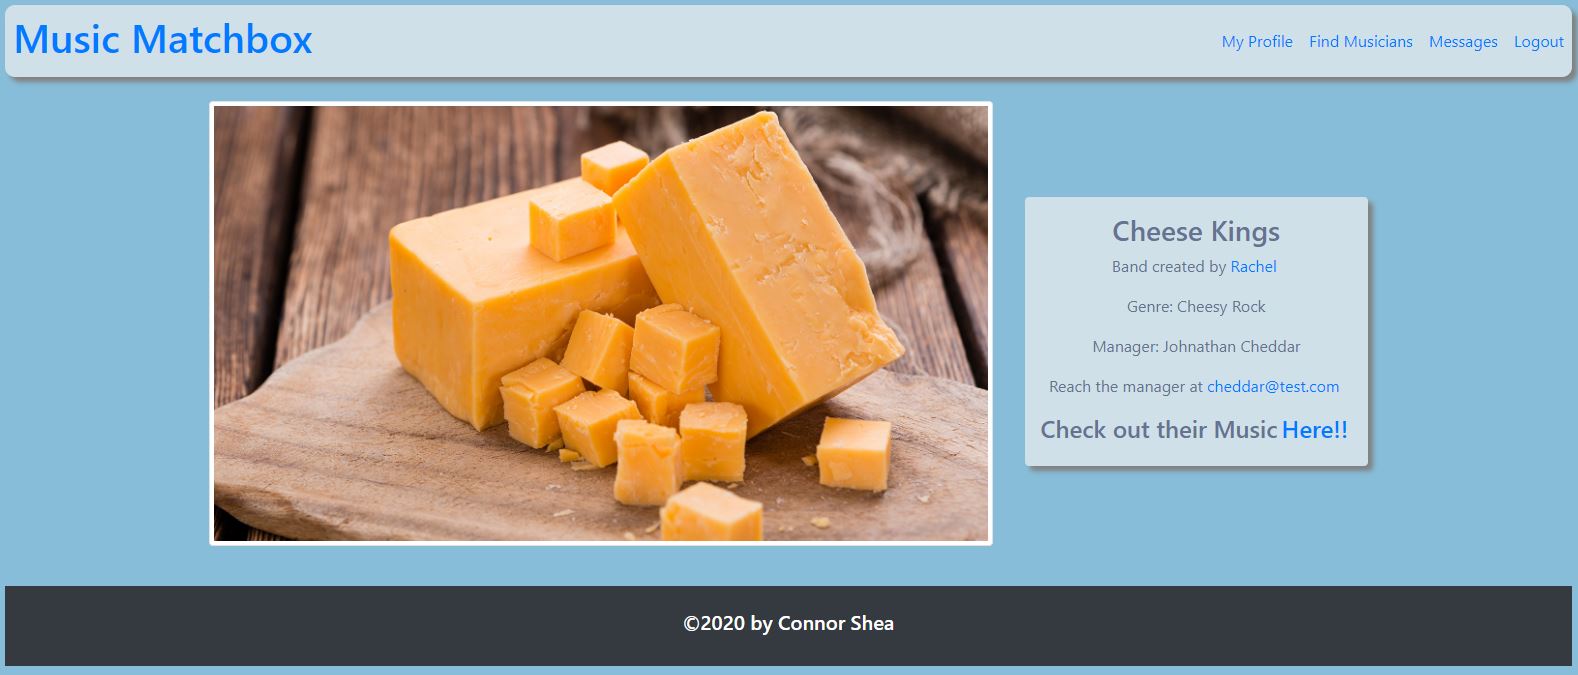 Music Matchbox
My Profile Find Musicians Messages Logout
Cheese Kings
Band created by Rachel
Genre: Cheesy Rock
Manager: Johnathan Cheddar
Reach the manager at cheddar@test.com
Check out their Music Here!!
©2020 by Connor Shea